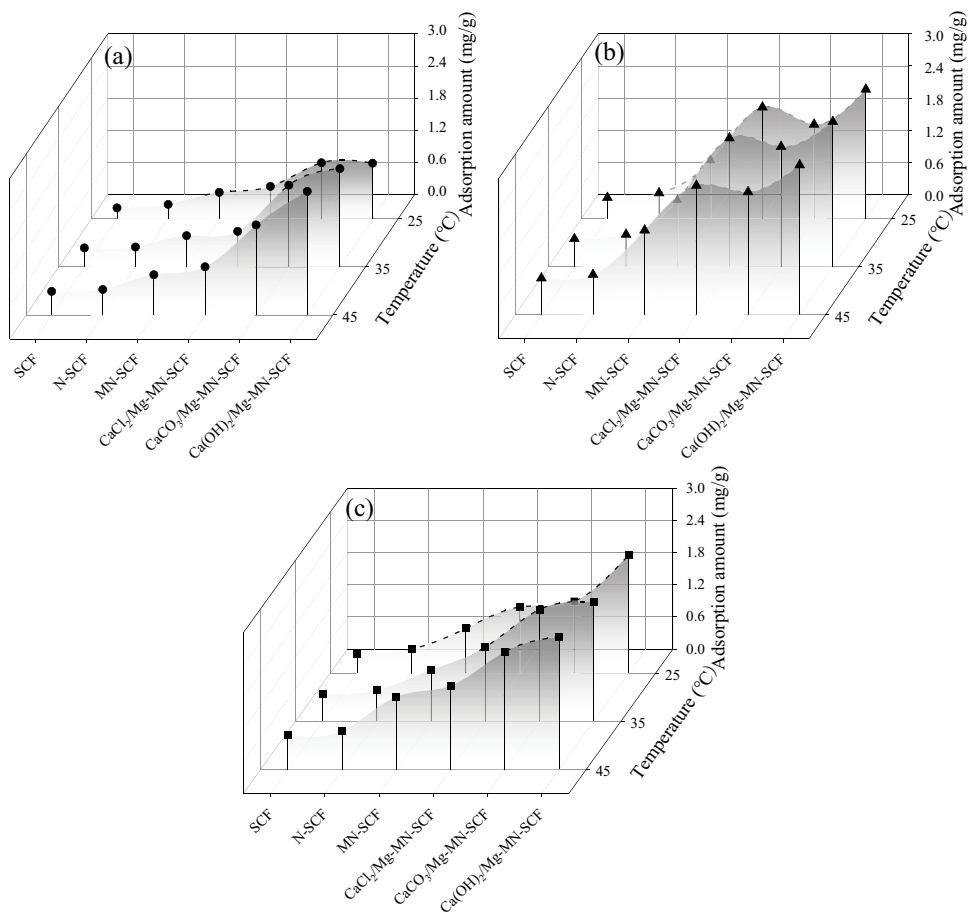 (a)
3.0
2.4
1.8
1.2
0.6
0.0
Adsorption amount (mg/g)
25
35
45
Temperature (℃)
SCF
N-SCF
MN-SCF
CaCl₂/Mg-MN-SCF
CaCO₃/Mg-MN-SCF
Ca(OH)₂/Mg-MN-SCF
(b)
3.0
2.4
1.8
1.2
0.6
0.0
Adsorption amount (mg/g)
25
35
45
Temperature (℃)
SCF
N-SCF
MN-SCF
CaCl₂/Mg-MN-SCF
CaCO₃/Mg-MN-SCF
Ca(OH)₂/Mg-MN-SCF
(c)
3.0
2.4
1.8
1.2
0.6
0.0
Adsorption amount (mg/g)
25
35
45
Temperature (℃)
SCF
N-SCF
MN-SCF
CaCl₂/Mg-MN-SCF
CaCO₃/Mg-MN-SCF
Ca(OH)₂/Mg-MN-SCF